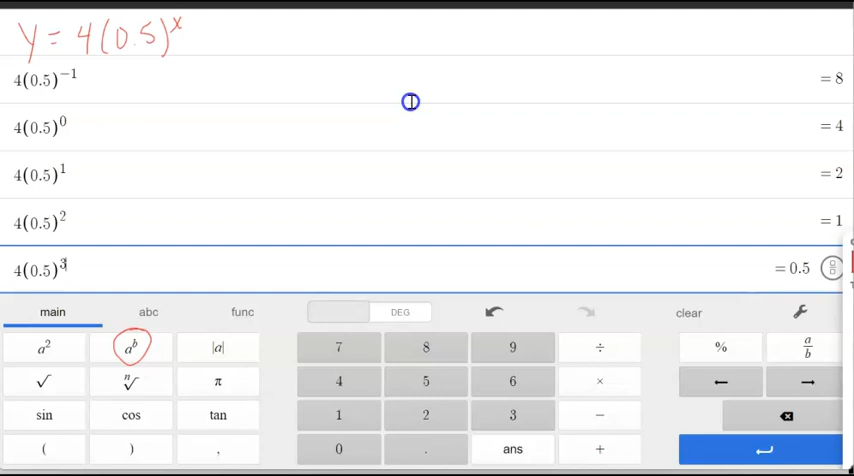 y = 4(0.5)^x
4(0.5)^−1 = 8
4(0.5)^0 = 4
4(0.5)^1 = 2
4(0.5)^2 = 1
4(0.5)^3 = 0.5
main abc func DEG clear
a^2 a^b |a| 7 8 9 ÷ % a/b
√ ⁿ√ π 4 5 6 × ← →
sin cos tan 1 2 3 −
( ) , 0 . ans +